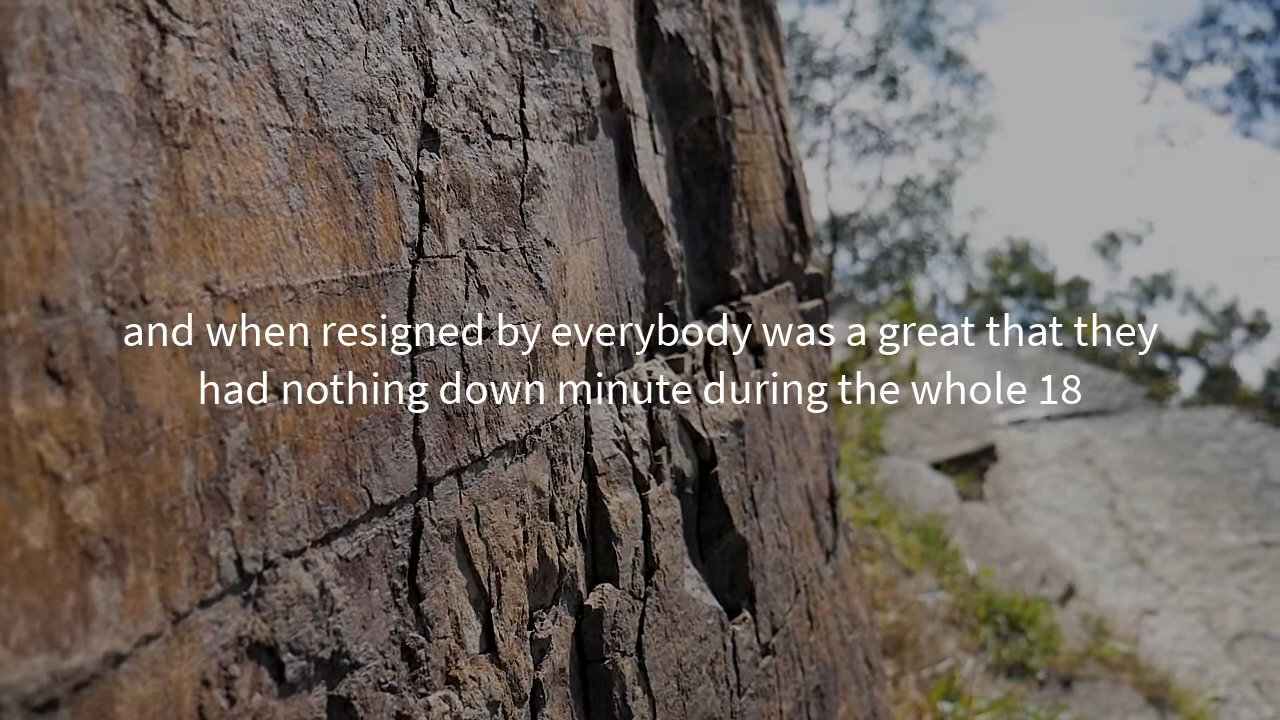 and when resigned by everybody was a great that they
had nothing down minute during the whole 18